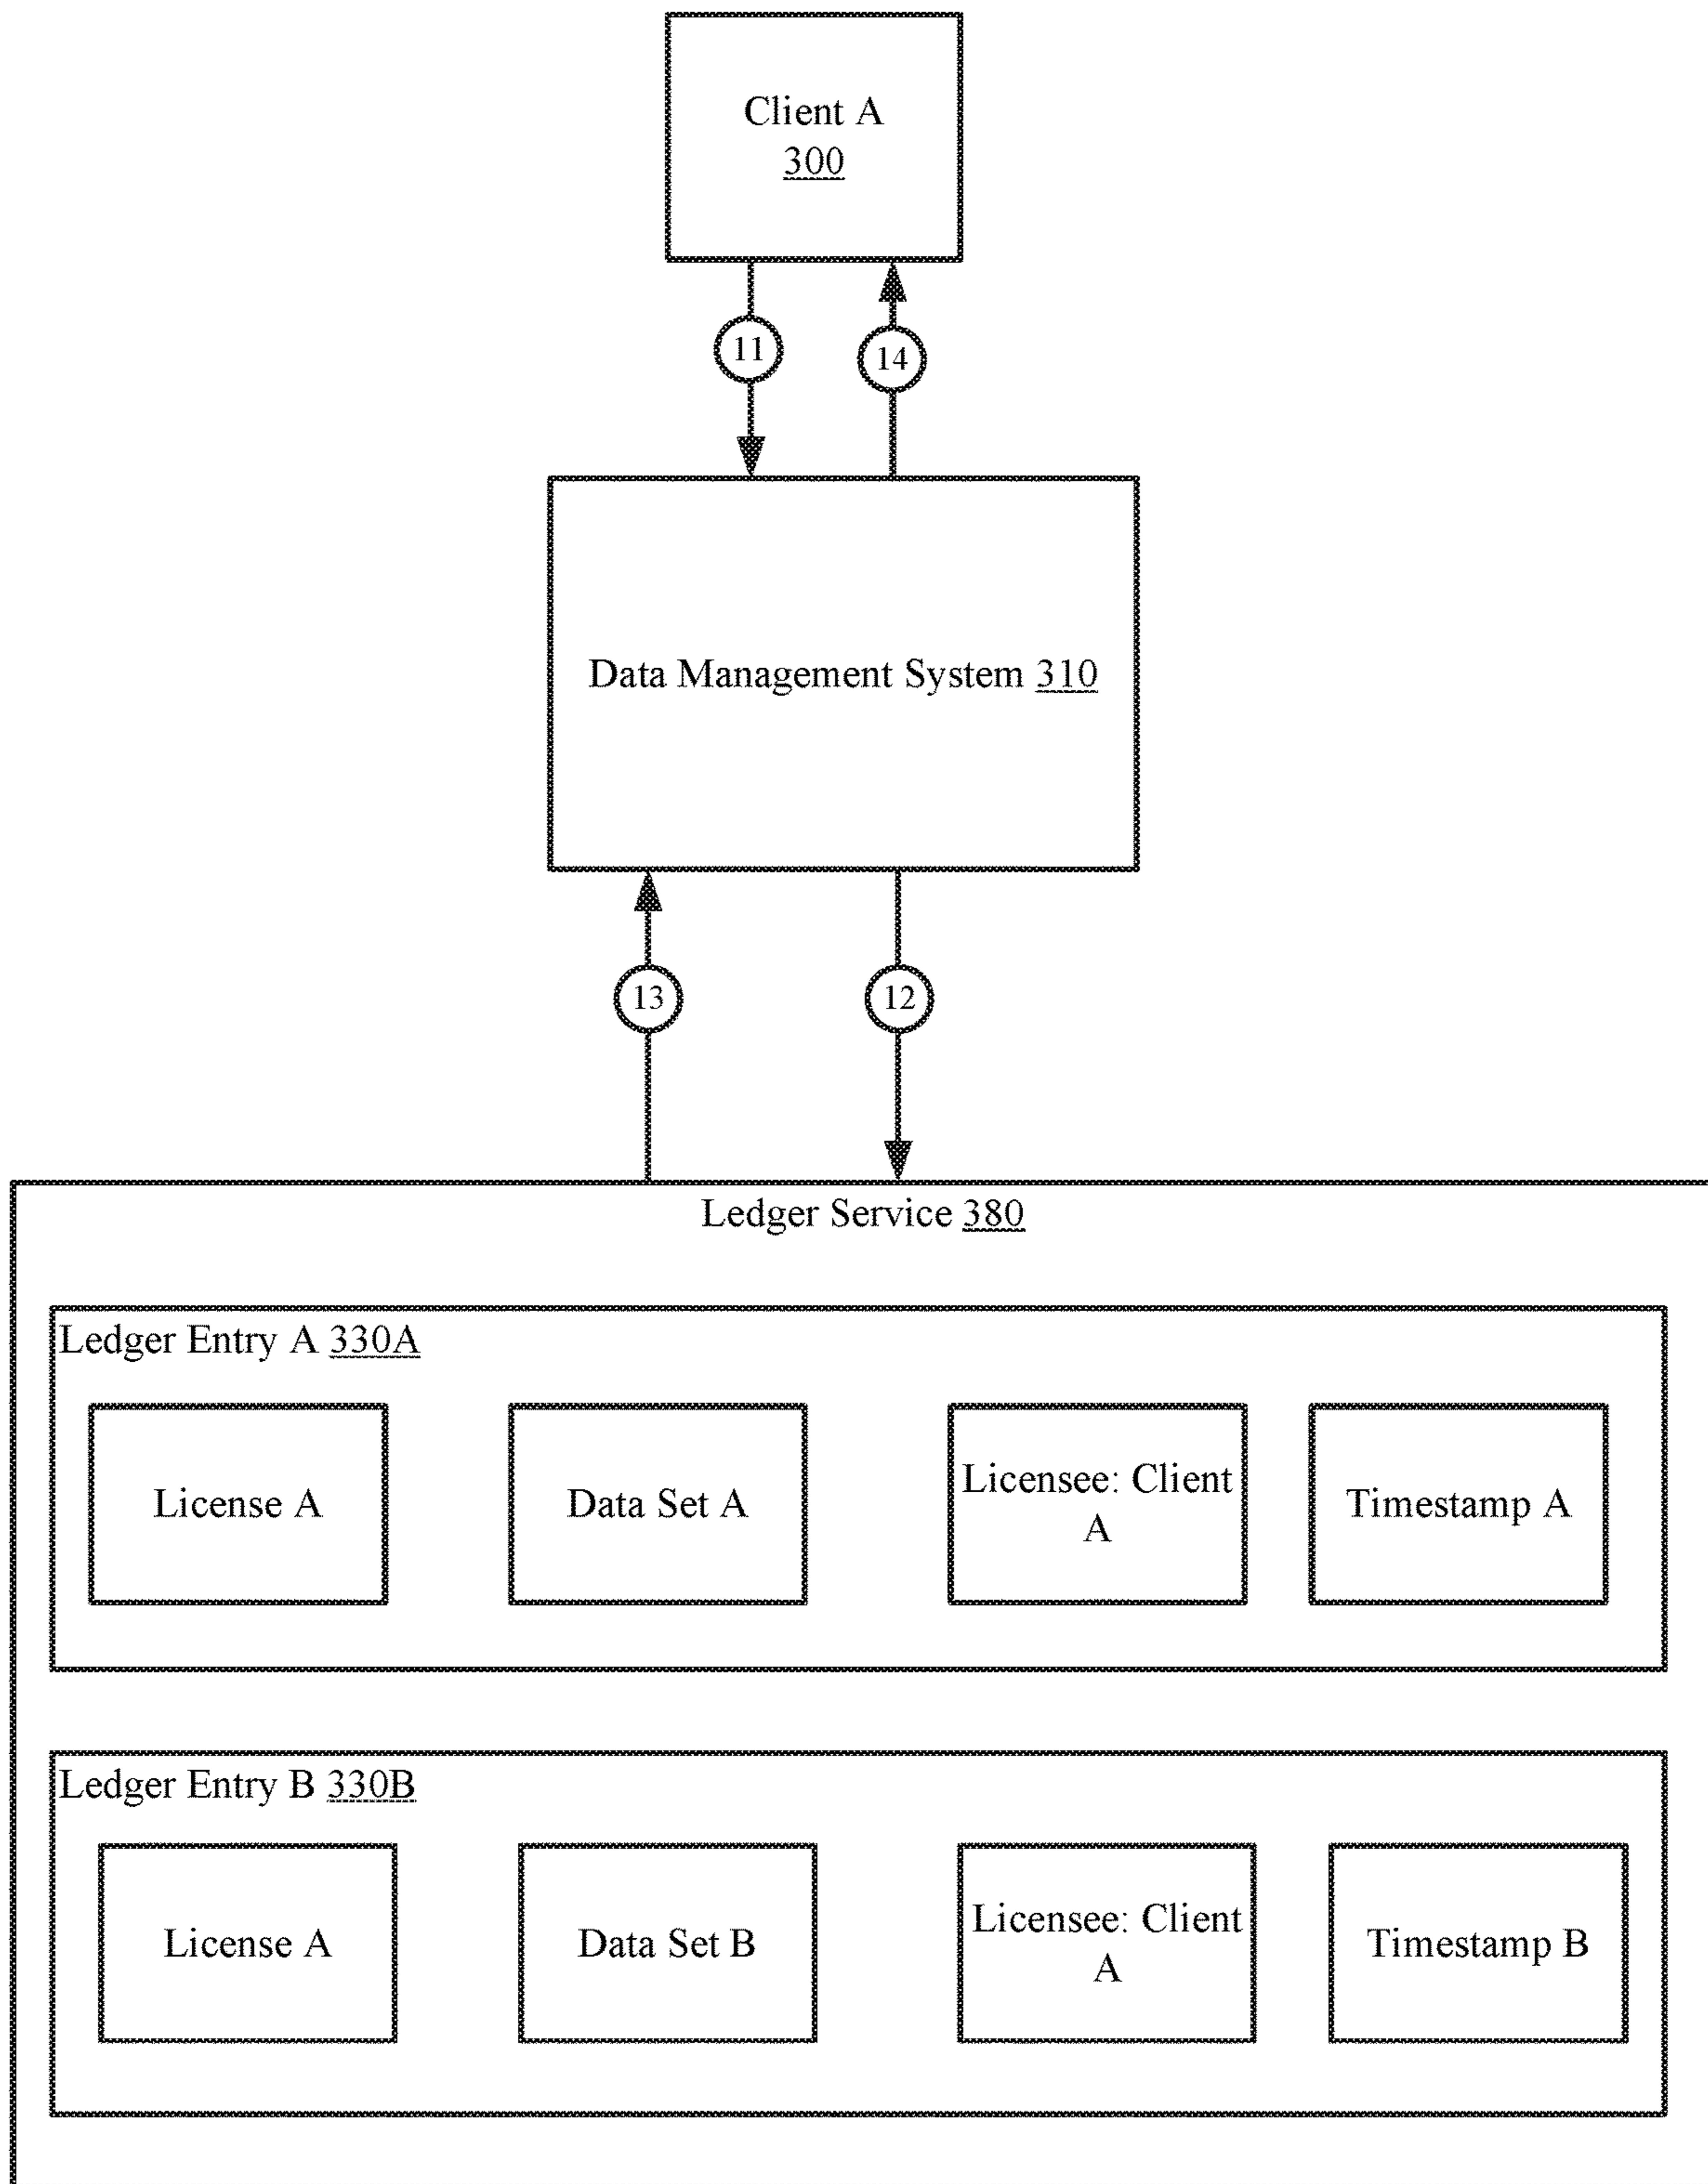 Client A
300
11
14
Data Management System 310
13
12
Ledger Service 380
Ledger Entry A 330A
License A
Data Set A
Licensee: Client
A
Timestamp A
Ledger Entry B 330B
License A
Data Set B
Licensee: Client
A
Timestamp B